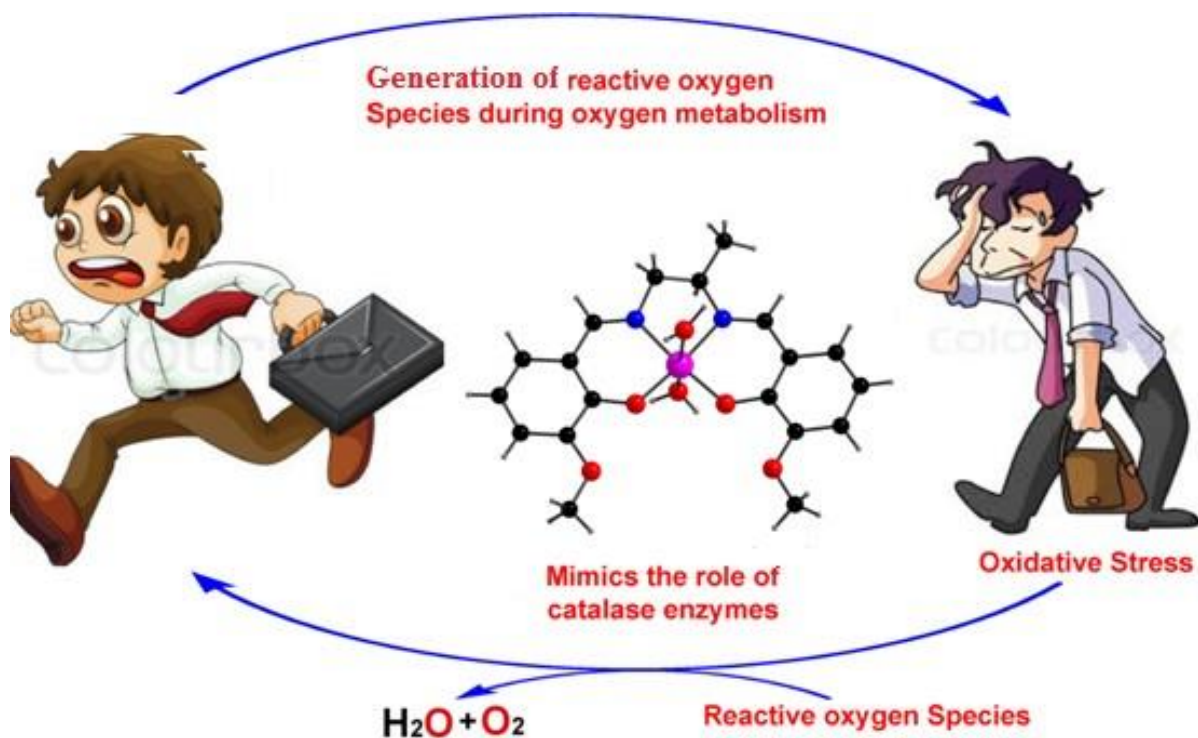 Generation of reactive oxygen
Species during oxygen metabolism
colourbox
Mimics the role of
catalase enzymes
Oxidative Stress
H₂O+O₂
Reactive oxygen Species